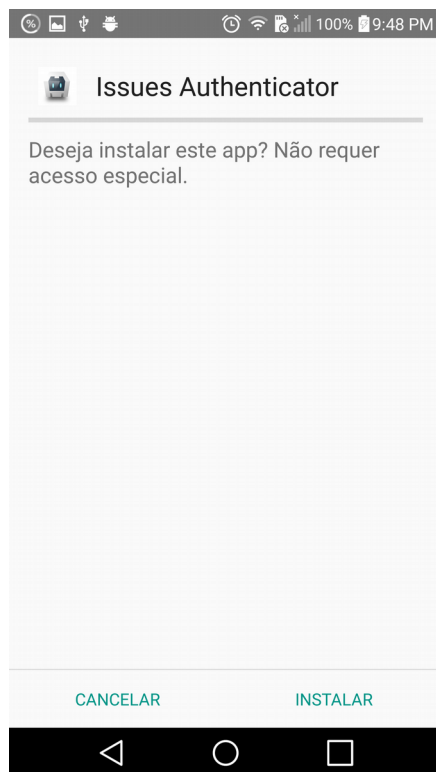 100% 9:48 PM
Issues Authenticator
Deseja instalar este app? Não requer
acesso especial.
CANCELAR INSTALAR